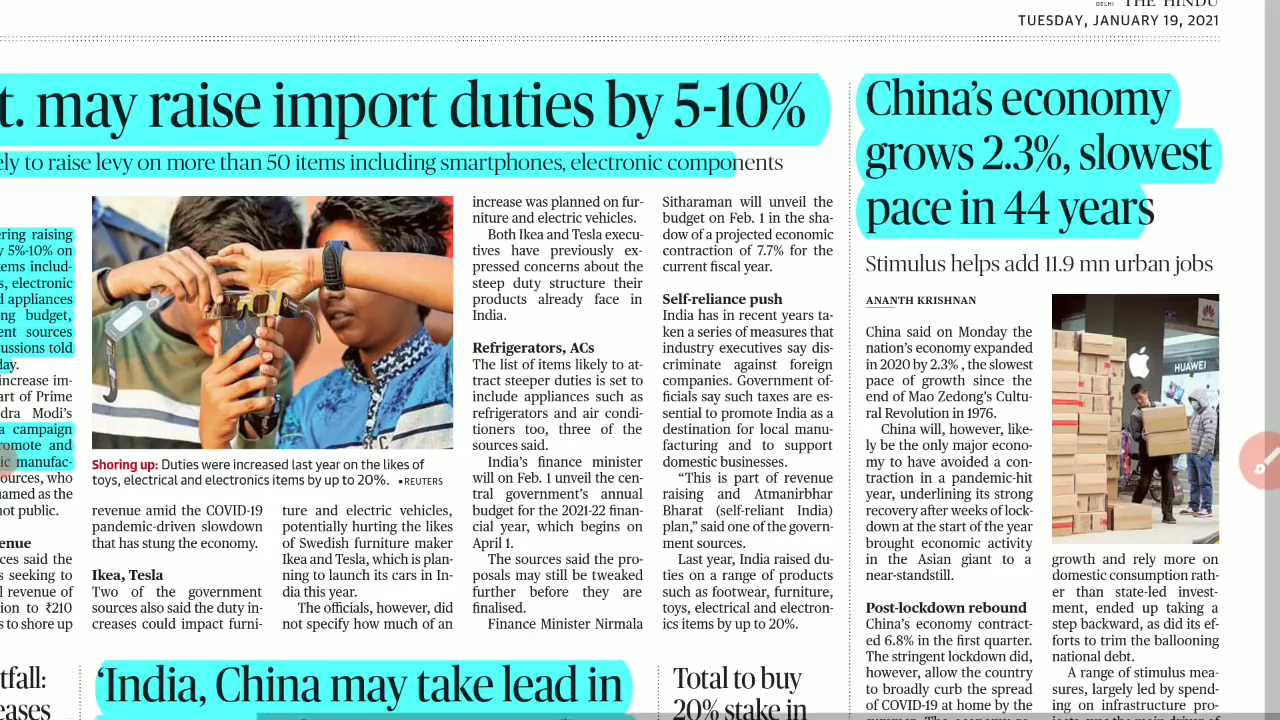 DELHI THE HINDU
TUESDAY, JANUARY 19, 2021
t. may raise import duties by 5-10%
ely to raise levy on more than 50 items including smartphones, electronic components
ering raising
y 5%-10% on
tems includ-
s, electronic
d appliances
ng budget,
ent sources
cussions told
day.
increase im-
art of Prime
dra Modi's
a campaign
romote and
ic manufac-
ources, who
named as the
not public.
enue
ces said the
s seeking to
l revenue of
ion to ₹210
s to shore up
Shoring up: Duties were increased last year on the likes of
toys, electrical and electronics items by up to 20%. ▪ REUTERS
revenue amid the COVID-19
pandemic-driven slowdown
that has stung the economy.
Ikea, Tesla
Two of the government
sources also said the duty in-
creases could impact furni-
ture and electric vehicles,
potentially hurting the likes
of Swedish furniture maker
Ikea and Tesla, which is plan-
ning to launch its cars in In-
dia this year.
The officials, however, did
not specify how much of an
increase was planned on fur-
niture and electric vehicles.
Both Ikea and Tesla execu-
tives have previously ex-
pressed concerns about the
steep duty structure their
products already face in
India.
Refrigerators, ACs
The list of items likely to at-
tract steeper duties is set to
include appliances such as
refrigerators and air condi-
tioners too, three of the
sources said.
India's finance minister
will on Feb. 1 unveil the cen-
tral government's annual
budget for the 2021-22 finan-
cial year, which begins on
April 1.
The sources said the pro-
posals may still be tweaked
further before they are
finalised.
Finance Minister Nirmala
Sitharaman will unveil the
budget on Feb. 1 in the sha-
dow of a projected economic
contraction of 7.7% for the
current fiscal year.
Self-reliance push
India has in recent years ta-
ken a series of measures that
industry executives say dis-
criminate against foreign
companies. Government of-
ficials say such taxes are es-
sential to promote India as a
destination for local manu-
facturing and to support
domestic businesses.
"This is part of revenue
raising and Atmanirbhar
Bharat (self-reliant India)
plan," said one of the govern-
ment sources.
Last year, India raised du-
ties on a range of products
such as footwear, furniture,
toys, electrical and electron-
ics items by up to 20%.
China's economy
grows 2.3%, slowest
pace in 44 years
Stimulus helps add 11.9 mn urban jobs
ANANTH KRISHNAN
China said on Monday the
nation's economy expanded
in 2020 by 2.3% , the slowest
pace of growth since the
end of Mao Zedong's Cultu-
ral Revolution in 1976.
China will, however, like-
ly be the only major econo-
my to have avoided a con-
traction in a pandemic-hit
year, underlining its strong
recovery after weeks of lock-
down at the start of the year
brought economic activity
in the Asian giant to a
near-standstill.
Post-lockdown rebound
China's economy contract-
ed 6.8% in the first quarter.
The stringent lockdown did,
however, allow the country
to broadly curb the spread
of COVID-19 at home by the
HUAWEI
growth and rely more on
domestic consumption rath-
er than state-led invest-
ment, ended up taking a
step backward, as did its ef-
forts to trim the ballooning
national debt.
A range of stimulus mea-
sures, largely led by spend-
ing on infrastructure pro-
tfall:
eases
'India, China may take lead in
Total to buy
20% stake in